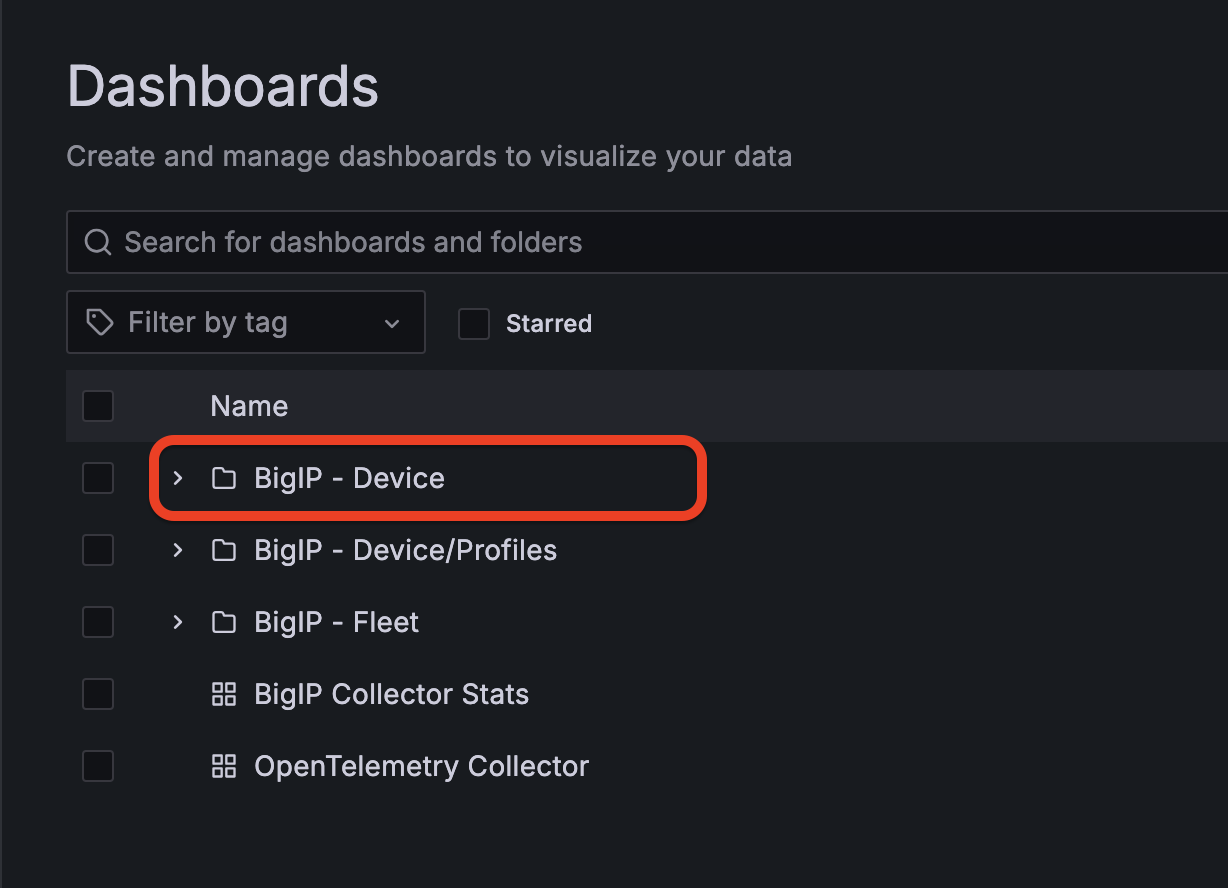 Dashboards
Create and manage dashboards to visualize your data
Search for dashboards and folders
Filter by tag
Starred
Name
BigIP - Device
BigIP - Device/Profiles
BigIP - Fleet
BigIP Collector Stats
OpenTelemetry Collector